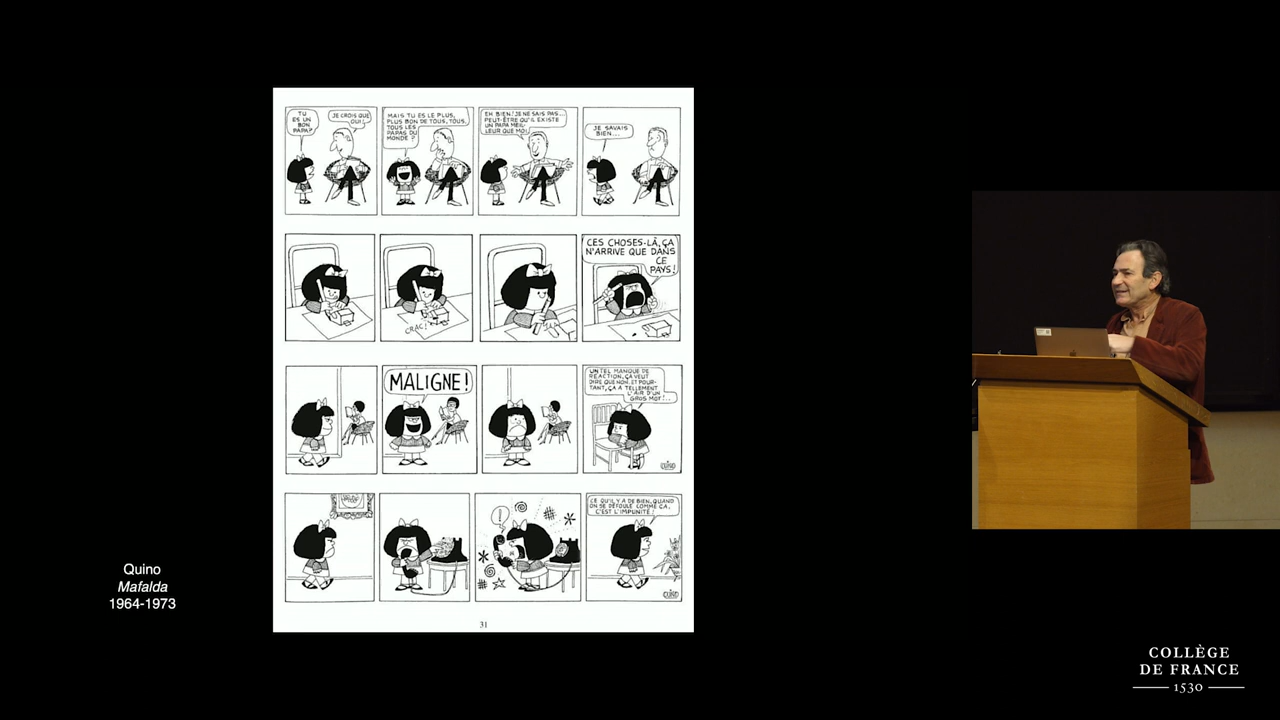 TU
ES UN
BON
PAPA?
JE CROIS QUE
OUI!
MAIS TU ES LE PLUS,
PLUS BON DE TOUS, TOUS,
TOUS LES
PAPAS DU
MONDE?
EH BIEN! JE NE SAIS PAS...
PEUT-ÊTRE QU'IL EXISTE
UN PAPA MEIL-
LEUR QUE MOI.
JE SAVAIS
BIEN...
CRAC!
CES CHOSES-LÀ, ÇA
N'ARRIVE QUE DANS
CE
PAYS!
MALIGNE!
UN TEL MANQUE DE
RÉACTION, ÇA VEUT
DIRE QUE NON. ET POUR-
TANT, ÇA A TELLEMENT
L'AIR D'UN
GROS MOT!..
QUINO
!
CE QU'IL Y A DE BIEN, QUAND
ON SE DÉFOULE COMME ÇA,
C'EST L'IMPUNITÉ!
QUINO
31
Quino
Mafalda
1964-1973
COLLÈGE
DE FRANCE
1530